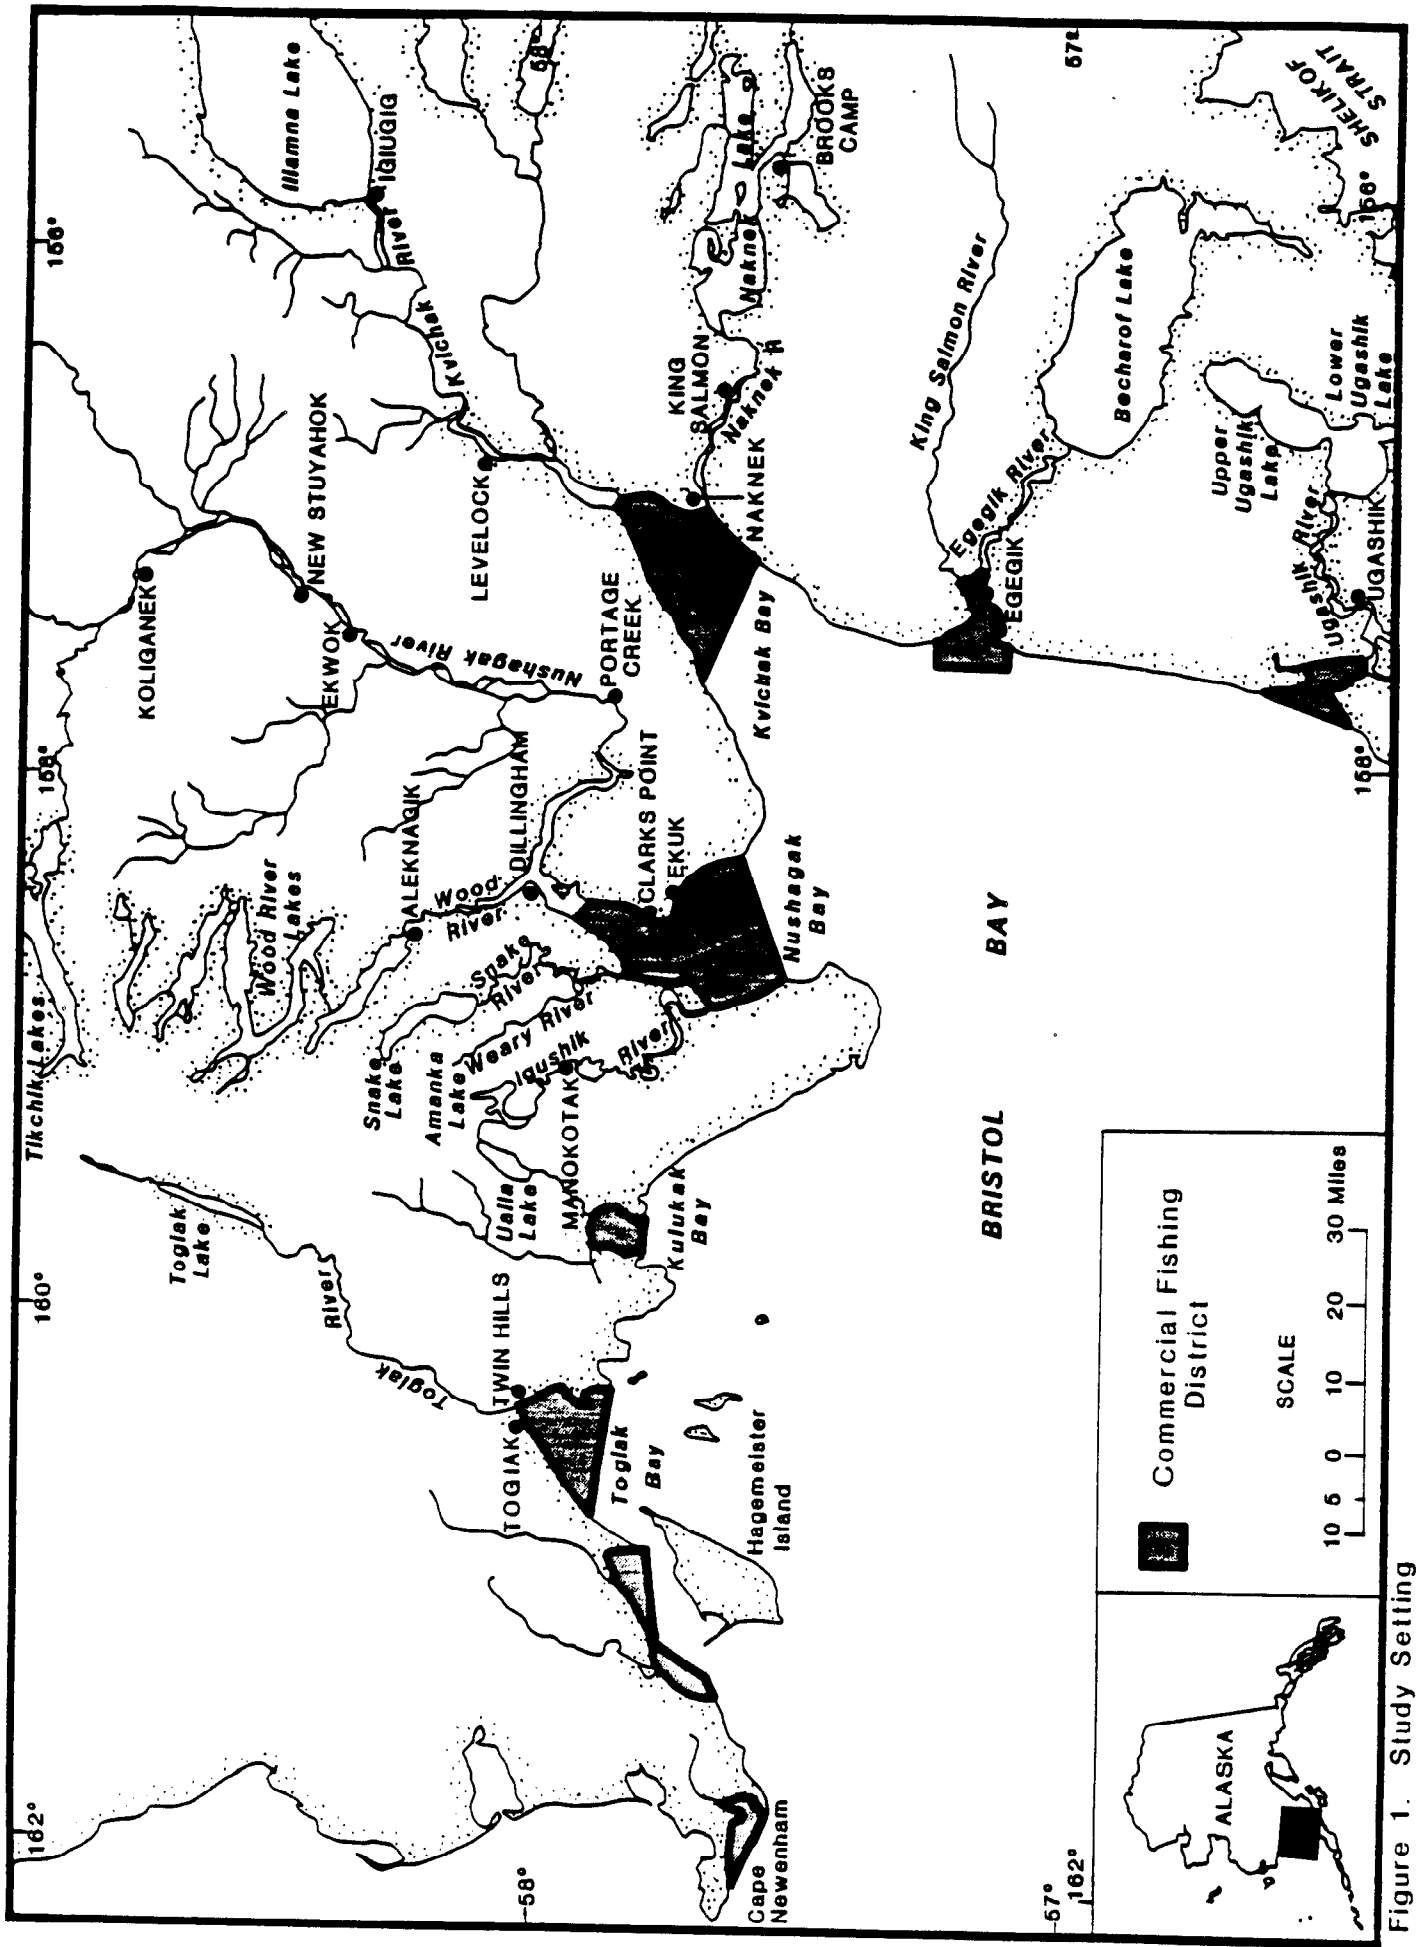 162°
160°
158°
156°
Tikchik Lakes
Togiak
Lake
River
Togiak
Wood River
Lakes
KOLIGANEK
NEW STUYAHOK
EKWOK
Nushagak River
Iliamna Lake
IGIUGIG
River
Kvichak
LEVELOCK
PORTAGE
CREEK
58°
Snake
Lake
Amanka
Lake
Ualla
Lake
ALEKNAGIK
Wood
River
DILLINGHAM
Snake
River
Weary River
Igushik
River
MANOKOTAK
CLARKS POINT
EKUK
TWIN HILLS
TOGIAK
Togiak
Bay
Kulukak
Bay
Nushagak
Bay
Kvichak Bay
KING
SALMON
Naknek
R
NAKNEK
Naknek
Lake
BROOKS
CAMP
58°
Hagemeister
Island
Cape
Newenham
King Salmon River
Egegik River
EGEGIK
Becharof Lake
BRISTOL
BAY
57°
57°
162°
Upper
Ugashik
Lake
Lower
Ugashik
Lake
Ugashik
River
UGASHIK
SHELIKOF
STRAIT
156°
158°
ALASKA
Commercial Fishing
District
SCALE
10 5 0 10 20 30 Miles
Figure 1. Study Setting